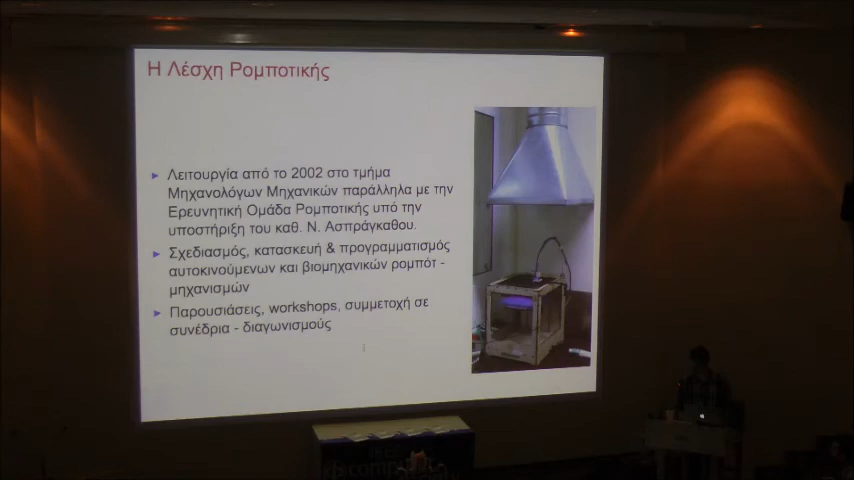 Η Λέσχη Ρομποτικής
Λειτουργία από το 2002 στο τμήμα
Μηχανολόγων Μηχανικών παράλληλα με την
Ερευνητική Ομάδα Ρομποτικής υπό την
υποστήριξη του καθ. Ν. Ασπράγκαθου.
Σχεδιασμός, κατασκευή & προγραμματισμός
αυτοκινούμενων και βιομηχανικών ρομπότ -
μηχανισμών
Παρουσιάσεις, workshops, συμμετοχή σε
συνέδρια - διαγωνισμούς